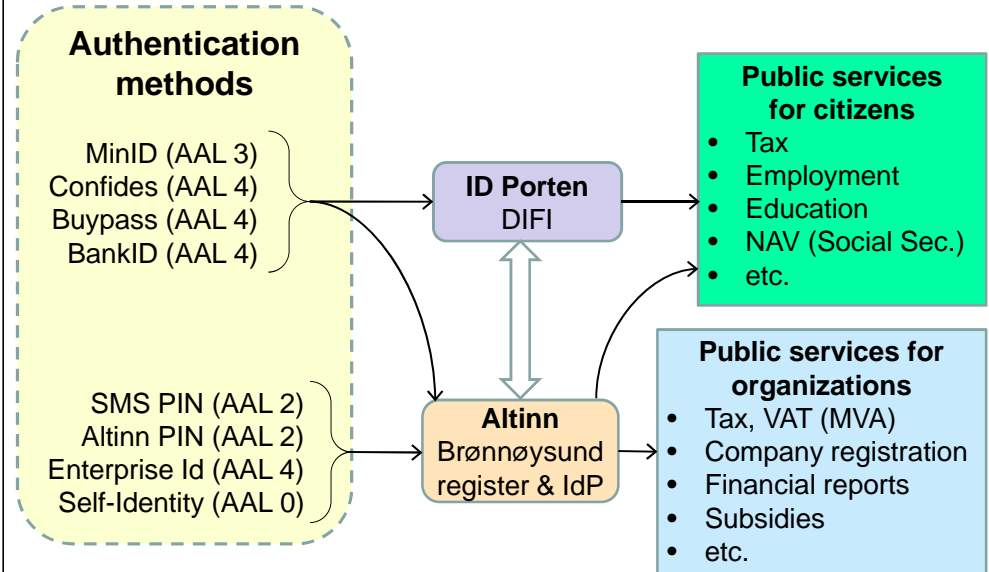 Authentication
methods
MinID (AAL 3)
Confides (AAL 4)
Buypass (AAL 4)
BankID (AAL 4)
SMS PIN (AAL 2)
Altinn PIN (AAL 2)
Enterprise Id (AAL 4)
Self-Identity (AAL 0)
ID Porten
DIFI
Altinn
Brønnøysund
register & IdP
Public services
for citizens
• Tax
• Employment
• Education
• NAV (Social Sec.)
• etc.
Public services for
organizations
• Tax, VAT (MVA)
• Company registration
• Financial reports
• Subsidies
• etc.